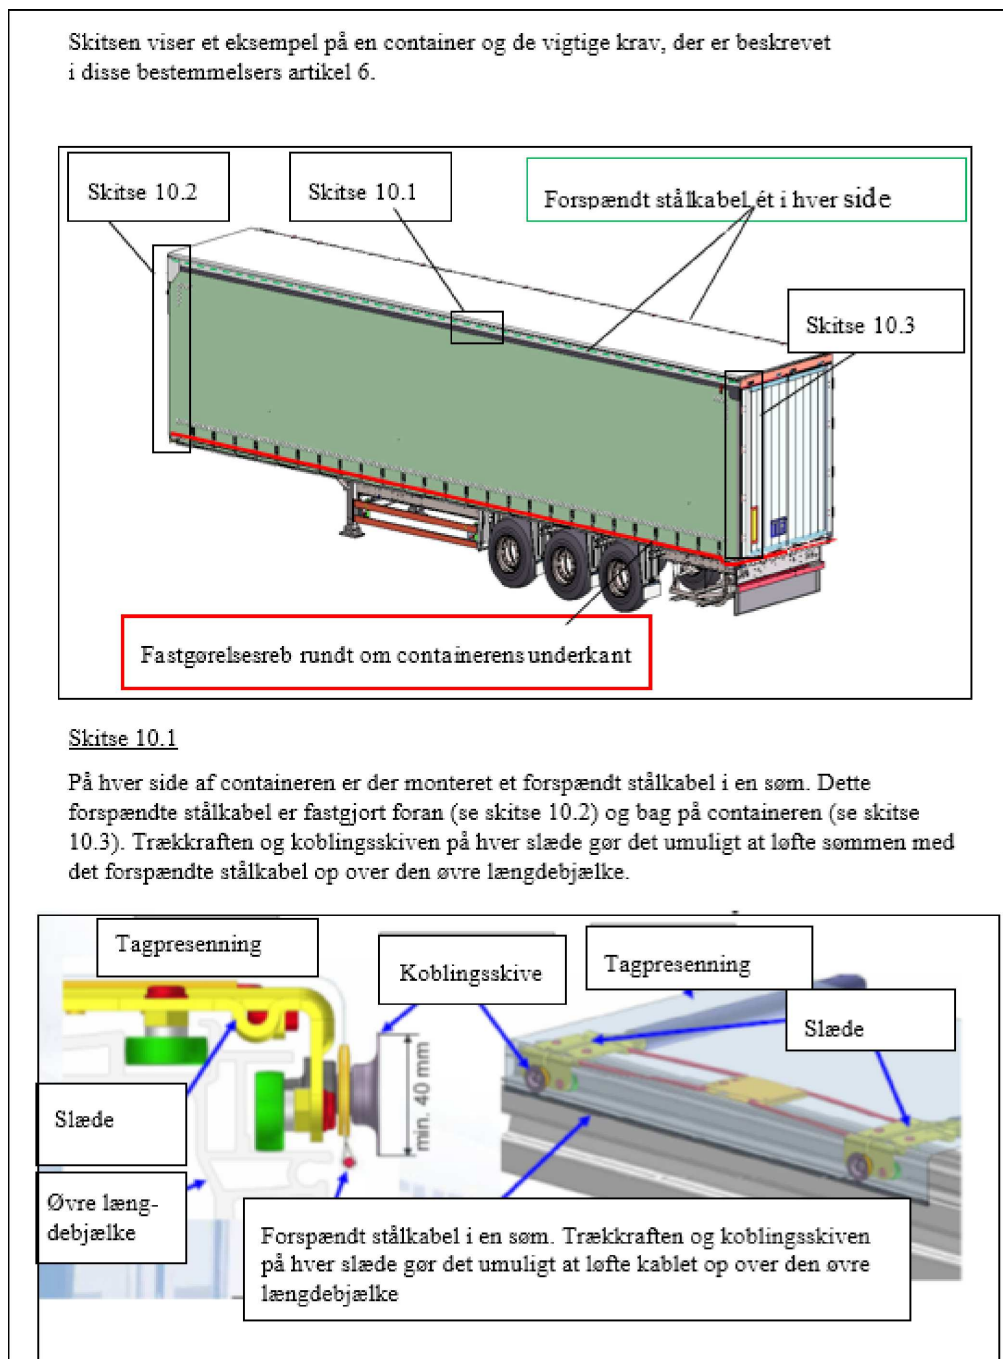 Skitsen viser et eksempel på en container og de vigtige krav, der er beskrevet
i disse bestemmelsers artikel 6.
Skitse 10.2
Skitse 10.1
Forspændt stålkabel, ét i hver side
Skitse 10.3
Fastgørelsesreb rundt om containerens underkant
Skitse 10.1
På hver side af containeren er der monteret et forspændt stålkabel i en søm. Dette
forspændte stålkabel er fastgjort foran (se skitse 10.2) og bag på containeren (se skitse
10.3). Trækkraften og koblingsskiven på hver slæde gør det umuligt at løfte sømmen med
det forspændte stålkabel op over den øvre længdebjælke.
Tagpresenning
Koblingsskive
Tagpresenning
Slæde
min. 40 mm
Slæde
Øvre læng-
debjælke
Forspændt stålkabel i en søm. Trækkraften og koblingsskiven
på hver slæde gør det umuligt at løfte kablet op over den øvre
længdebjælke